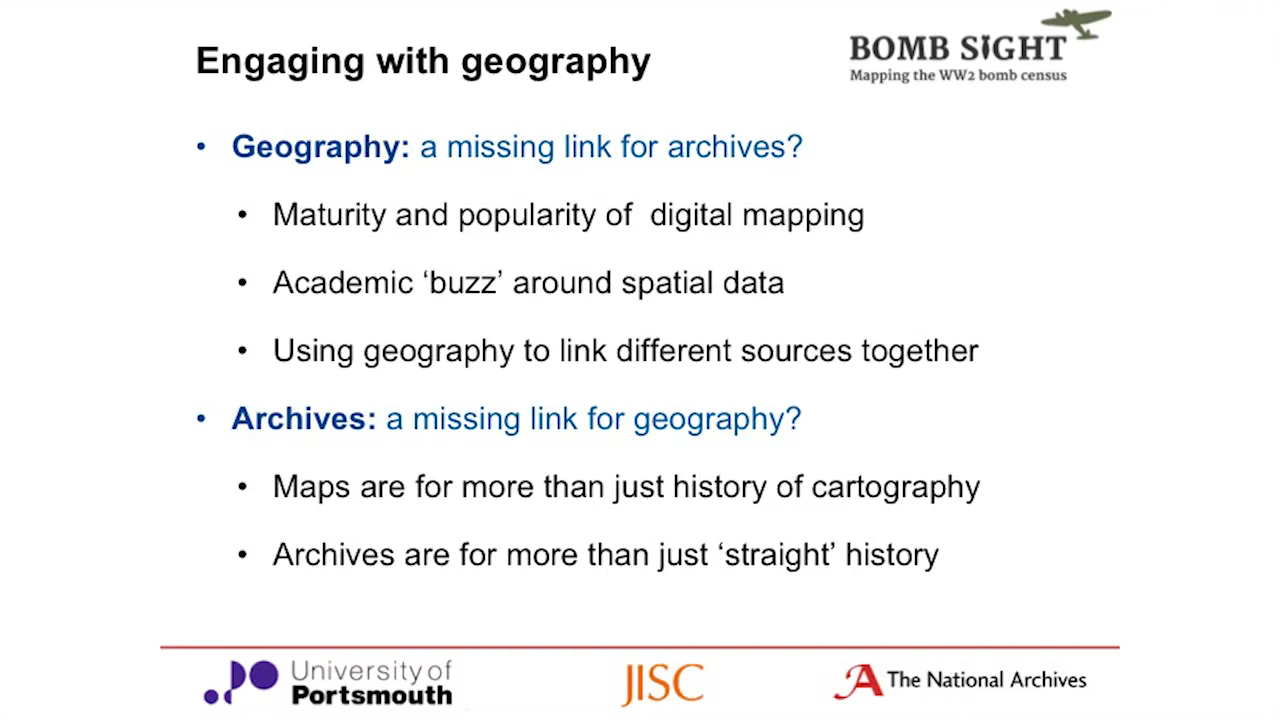 Engaging with geography
BOMB SIGHT
Mapping the WW2 bomb census
• Geography: a missing link for archives?
• Maturity and popularity of digital mapping
• Academic ‘buzz’ around spatial data
• Using geography to link different sources together
• Archives: a missing link for geography?
• Maps are for more than just history of cartography
• Archives are for more than just ‘straight’ history
University of
Portsmouth
JISC
The National Archives